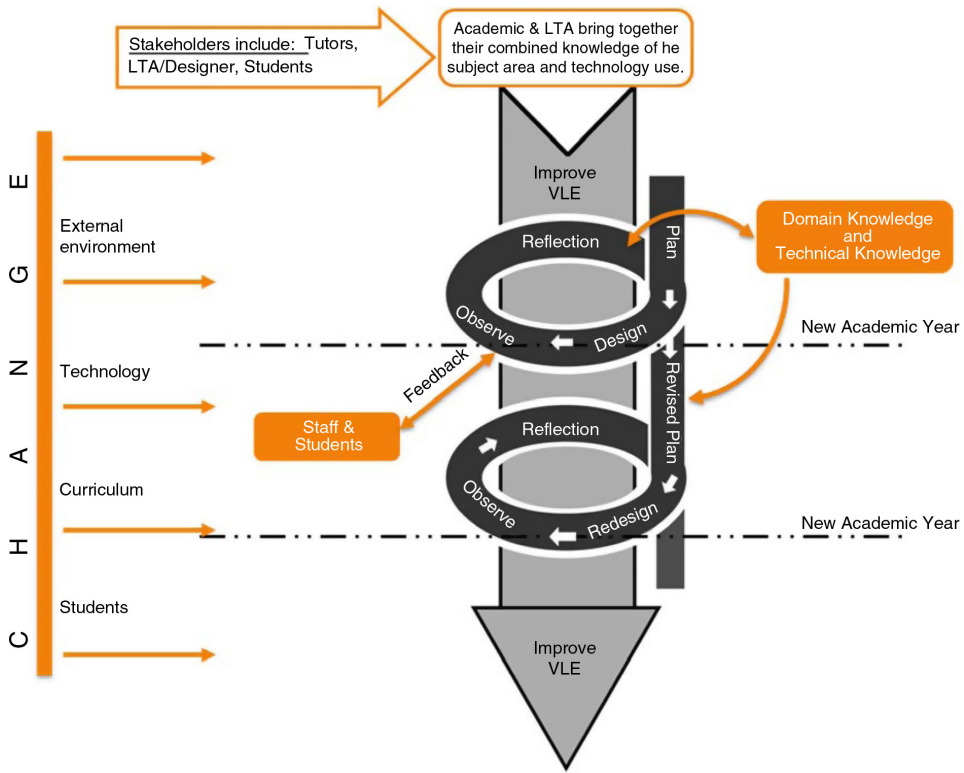 Stakeholders include: Tutors,
LTA/Designer, Students
Academic & LTA bring together
their combined knowledge of he
subject area and technology use.
Improve
VLE
Plan
Reflection
Observe
Design
Domain Knowledge
and
Technical Knowledge
New Academic Year
Feedback
Staff &
Students
Revised Plan
Reflection
Observe
Redesign
New Academic Year
Improve
VLE
CHANGE
External
environment
Technology
Curriculum
Students